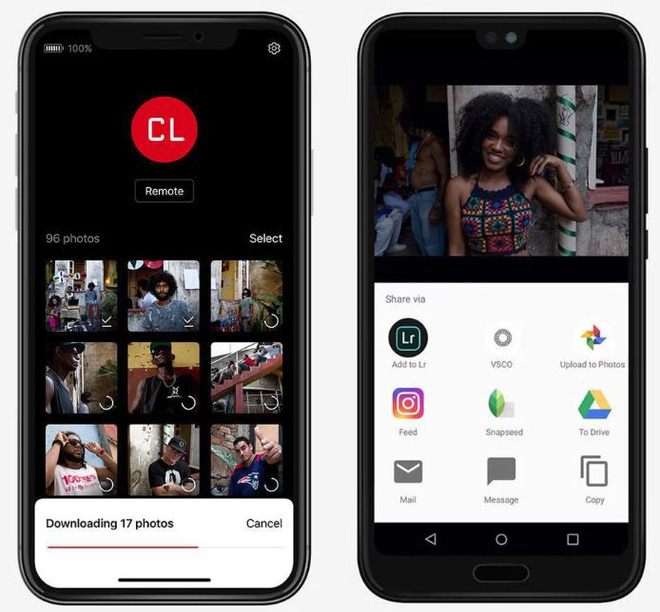 100%
CL
Remote
96 photos
Select
Downloading 17 photos
Cancel
Share via
Lr
Add to Lr
VSCO
Upload to Photos
Feed
Snapseed
To Drive
Mail
Message
Copy